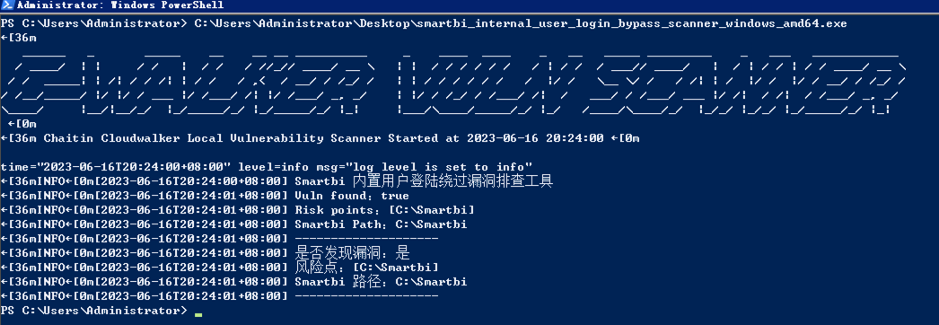 Administrator: Windows PowerShell
PS C:\Users\Administrator> C:\Users\Administrator\Desktop\smartbi_internal_user_login_bypass_scanner_windows_amd64.exe
←[36m
C-WALKER VULN SCANNER
←[0m
←[36m Chaitin Cloudwalker Local Vulnerability Scanner Started at 2023-06-16 20:24:00 ←[0m
time="2023-06-16T20:24:00+08:00" level=info msg="log level is set to info"
←[36mINFO←[0m[2023-06-16T20:24:00+08:00] Smartbi 内置用户登陆绕过漏洞排查工具
←[36mINFO←[0m[2023-06-16T20:24:01+08:00] Vuln found：true
←[36mINFO←[0m[2023-06-16T20:24:01+08:00] Risk points：[C:\Smartbi]
←[36mINFO←[0m[2023-06-16T20:24:01+08:00] Smartbi Path：C:\Smartbi
←[36mINFO←[0m[2023-06-16T20:24:01+08:00] --------------------
←[36mINFO←[0m[2023-06-16T20:24:01+08:00] 是否发现漏洞：是
←[36mINFO←[0m[2023-06-16T20:24:01+08:00] 风险点：[C:\Smartbi]
←[36mINFO←[0m[2023-06-16T20:24:01+08:00] Smartbi 路径：C:\Smartbi
←[36mINFO←[0m[2023-06-16T20:24:01+08:00] --------------------
PS C:\Users\Administrator> _